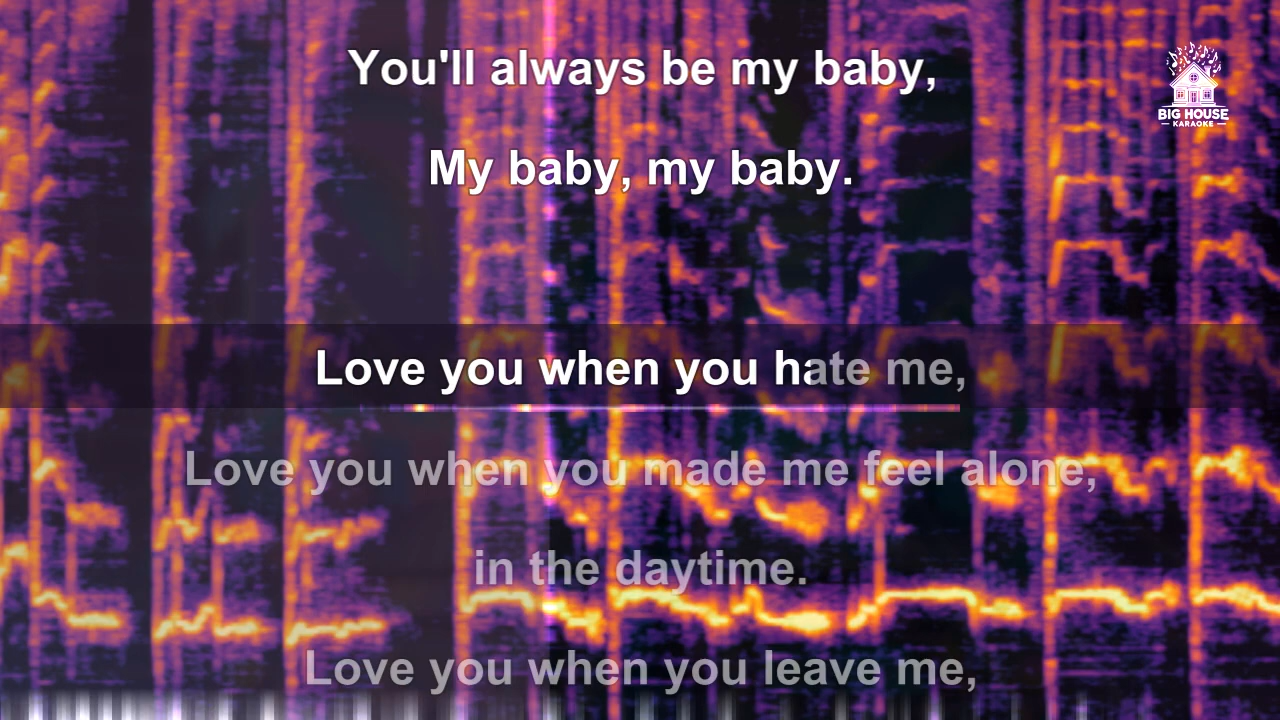 You'll always be my baby,
BIG HOUSE
KARAOKE
My baby, my baby.
Love you when you hate me,
Love you when you made me feel alone,
in the daytime.
Love you when you leave me,